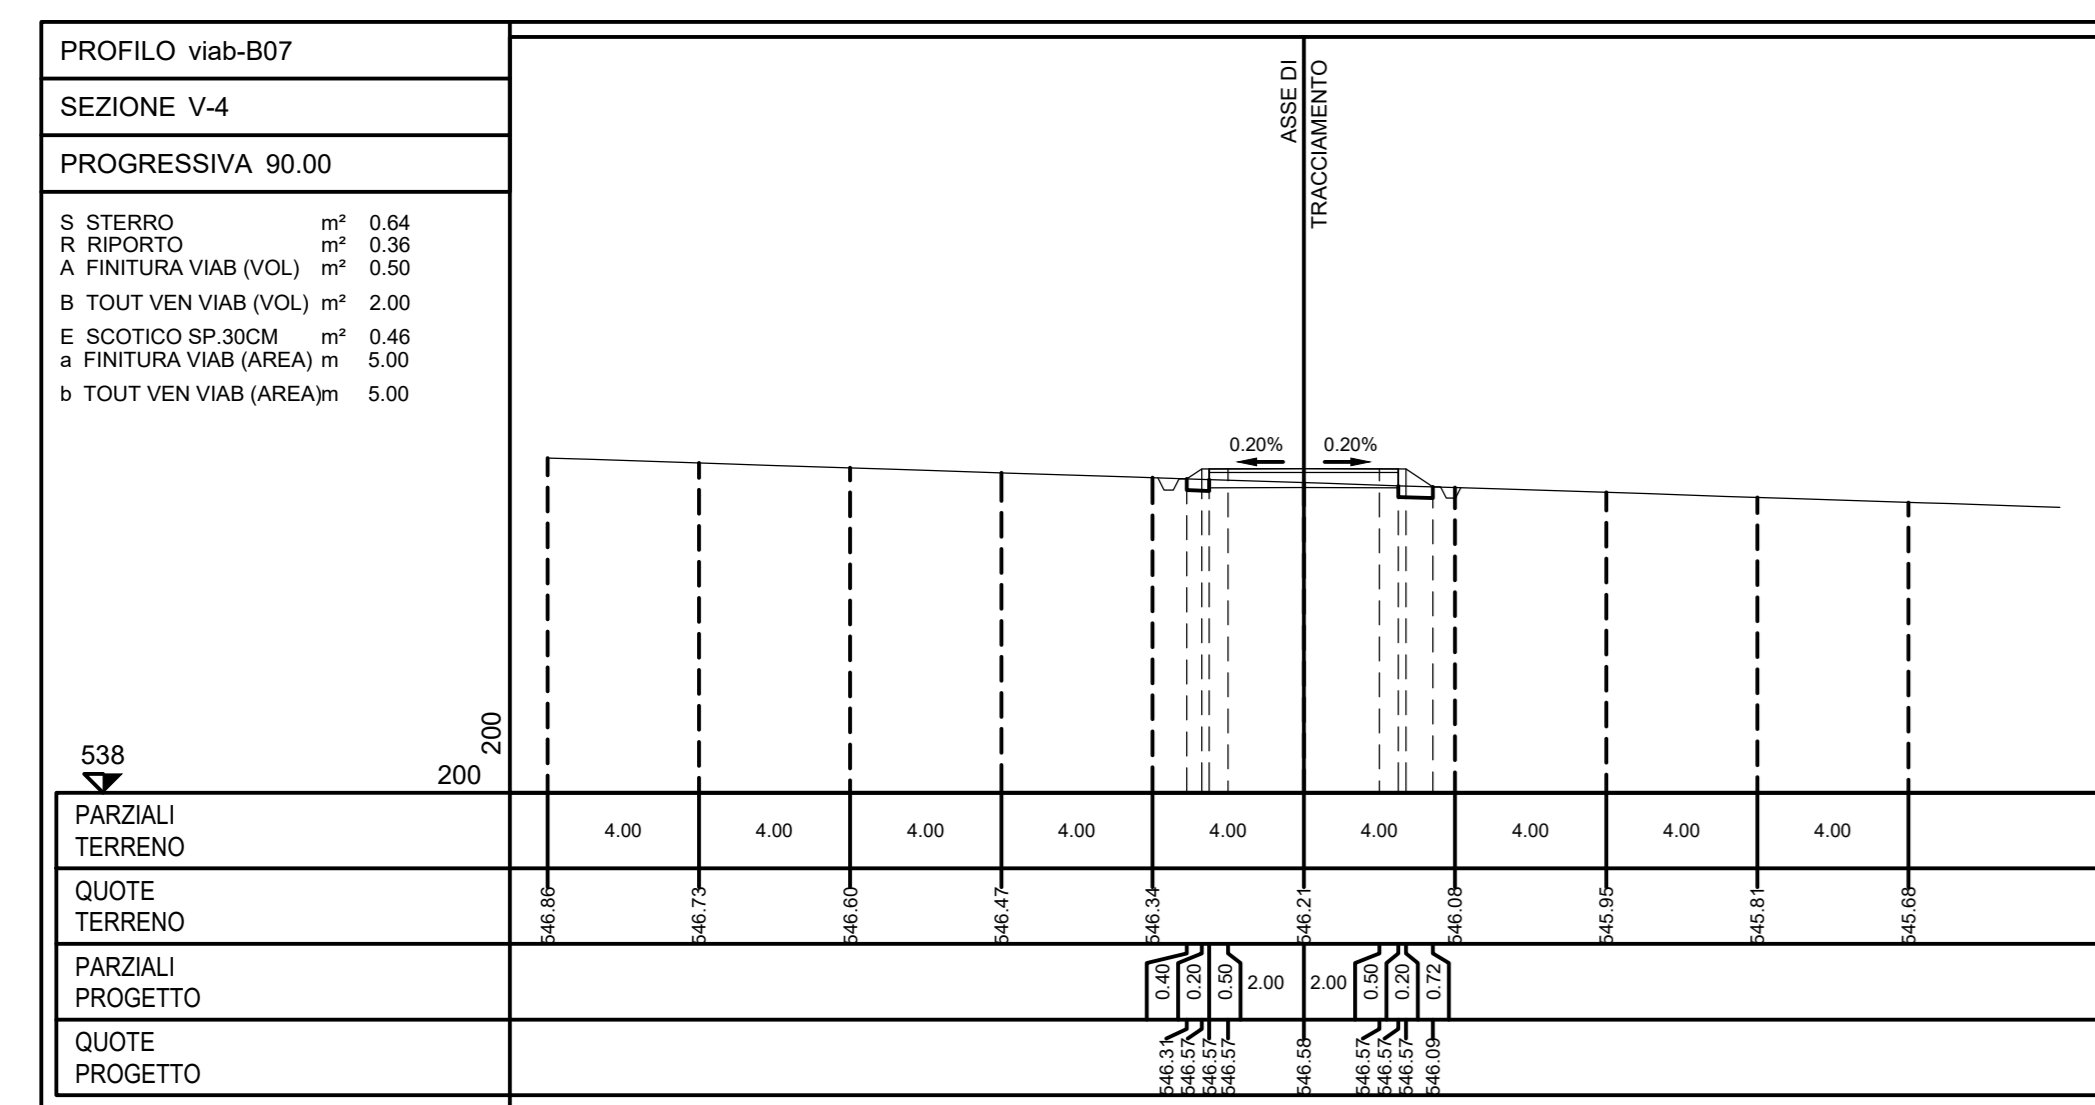 PROFILO viab-B07
SEZIONE V-4
PROGRESSIVA 90.00
S STERRO m² 0.64
R RIPORTO m² 0.36
A FINITURA VIAB (VOL) m² 0.50
B TOUT VEN VIAB (VOL) m² 2.00
E SCOTICO SP.30CM m² 0.46
a FINITURA VIAB (AREA) m 5.00
b TOUT VEN VIAB (AREA)m 5.00
ASSE DI
TRACCIAMENTO
0.20% 0.20%
538
200
200
PARZIALI
TERRENO
4.00 4.00 4.00 4.00 4.00 4.00 4.00 4.00 4.00
QUOTE
TERRENO
546.86 546.73 546.60 546.47 546.34 546.21 546.08 545.95 545.81 545.68
PARZIALI
PROGETTO
0.40 0.20 0.50 2.00 2.00 0.50 0.20 0.72
QUOTE
PROGETTO
546.31 546.57 546.57 546.57 546.58 546.57 546.57 546.57 546.09